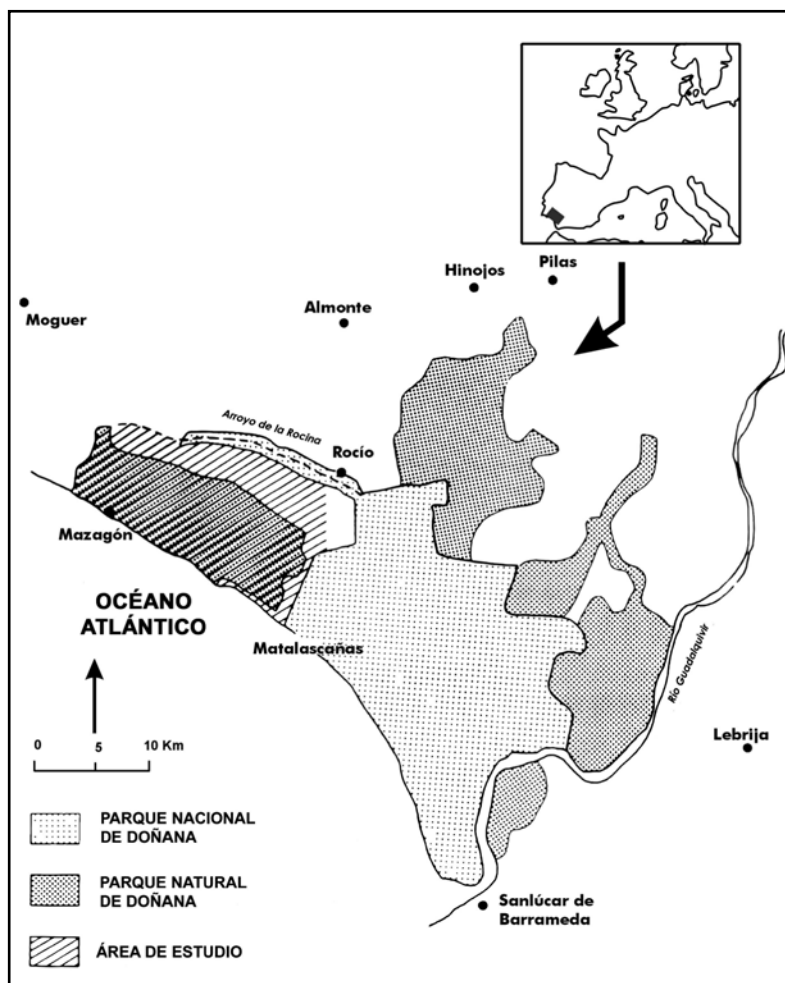 Hinojos
Pilas
Moguer
Almonte
Arroyo de la Rocina
Rocío
Mazagón
OCÉANO
ATLÁNTICO
Matalascañas
Río Guadalquivir
Lebrija
0 5 10 Km
PARQUE NACIONAL
DE DOÑANA
PARQUE NATURAL
DE DOÑANA
Sanlúcar de
Barrameda
ÁREA DE ESTUDIO